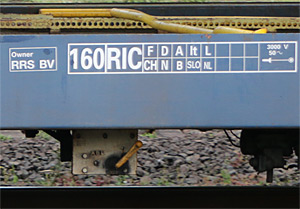 Owner
RRS BV
160 RIC
F D A It L
CH N B SLO NL
3000 V
50~